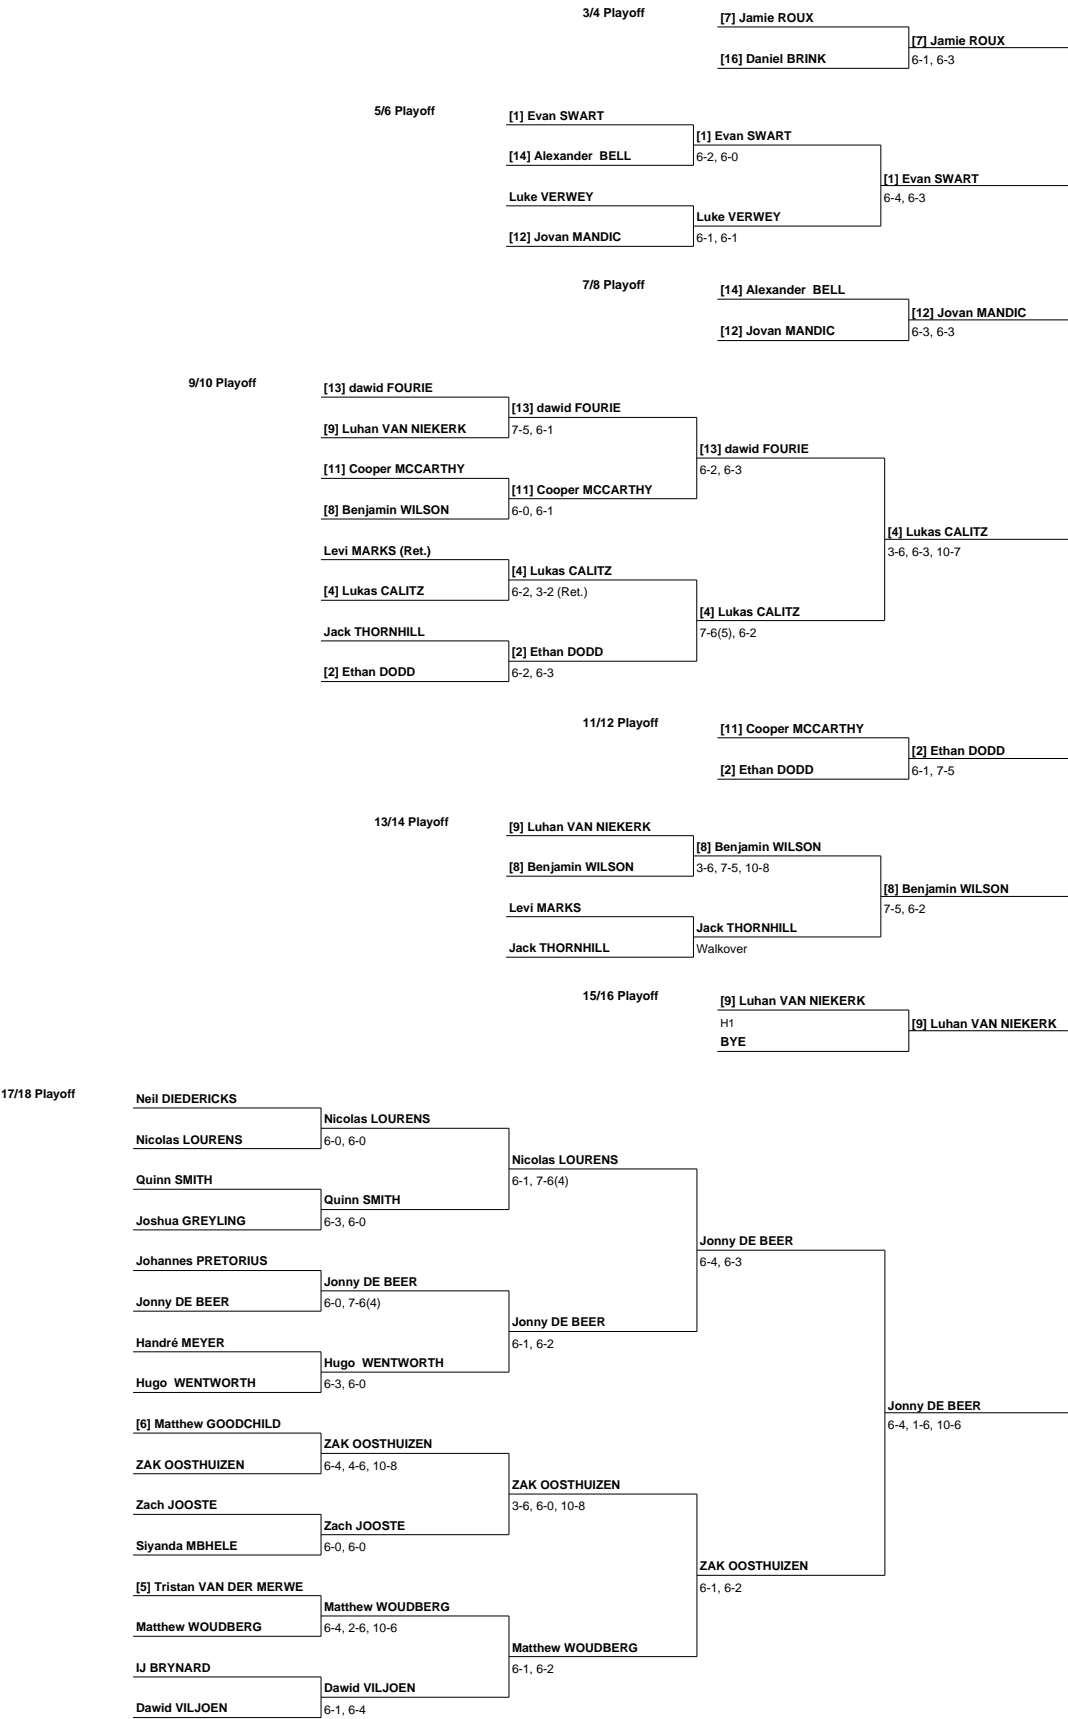 3/4 Playoff
[7] Jamie ROUX
[7] Jamie ROUX
[16] Daniel BRINK
6-1, 6-3
5/6 Playoff
[1] Evan SWART
[1] Evan SWART
[14] Alexander  BELL
6-2, 6-0
[1] Evan SWART
6-4, 6-3
Luke VERWEY
Luke VERWEY
[12] Jovan MANDIC
6-1, 6-1
7/8 Playoff
[14] Alexander  BELL
[12] Jovan MANDIC
[12] Jovan MANDIC
6-3, 6-3
9/10 Playoff
[13] dawid FOURIE
[13] dawid FOURIE
[9] Luhan VAN NIEKERK
7-5, 6-1
[13] dawid FOURIE
6-2, 6-3
[11] Cooper MCCARTHY
[11] Cooper MCCARTHY
[8] Benjamin WILSON
6-0, 6-1
[4] Lukas CALITZ
3-6, 6-3, 10-7
Levi MARKS (Ret.)
[4] Lukas CALITZ
[4] Lukas CALITZ
6-2, 3-2 (Ret.)
[4] Lukas CALITZ
7-6(5), 6-2
Jack THORNHILL
[2] Ethan DODD
[2] Ethan DODD
6-2, 6-3
11/12 Playoff
[11] Cooper MCCARTHY
[2] Ethan DODD
[2] Ethan DODD
6-1, 7-5
13/14 Playoff
[9] Luhan VAN NIEKERK
[8] Benjamin WILSON
[8] Benjamin WILSON
3-6, 7-5, 10-8
[8] Benjamin WILSON
7-5, 6-2
Levi MARKS
Jack THORNHILL
Jack THORNHILL
Walkover
15/16 Playoff
[9] Luhan VAN NIEKERK
H1
[9] Luhan VAN NIEKERK
BYE
17/18 Playoff
Neil DIEDERICKS
Nicolas LOURENS
Nicolas LOURENS
6-0, 6-0
Nicolas LOURENS
6-1, 7-6(4)
Quinn SMITH
Quinn SMITH
Joshua GREYLING
6-3, 6-0
Jonny DE BEER
6-4, 6-3
Johannes PRETORIUS
Jonny DE BEER
Jonny DE BEER
6-0, 7-6(4)
Jonny DE BEER
6-1, 6-2
Handré MEYER
Hugo  WENTWORTH
Hugo  WENTWORTH
6-3, 6-0
Jonny DE BEER
6-4, 1-6, 10-6
[6] Matthew GOODCHILD
ZAK OOSTHUIZEN
ZAK OOSTHUIZEN
6-4, 4-6, 10-8
ZAK OOSTHUIZEN
3-6, 6-0, 10-8
Zach JOOSTE
Zach JOOSTE
Siyanda MBHELE
6-0, 6-0
ZAK OOSTHUIZEN
6-1, 6-2
[5] Tristan VAN DER MERWE
Matthew WOUDBERG
Matthew WOUDBERG
6-4, 2-6, 10-6
Matthew WOUDBERG
6-1, 6-2
IJ BRYNARD
Dawid VILJOEN
Dawid VILJOEN
6-1, 6-4